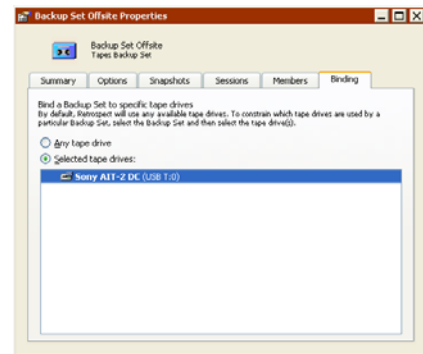 Backup Set Offsite Properties
Backup Set Offsite
Tapes Backup Set
Summary Options Snapshots Sessions Members Binding
Bind a Backup Set to specific tape drives
By default, Retrospect will use any available tape drives. To constrain which tape drives are used by a
particular Backup Set, select the Backup Set and then select the tape drive(s).
Any tape drive
Selected tape drives:
Sony AIT-2 DC (USB T:0)